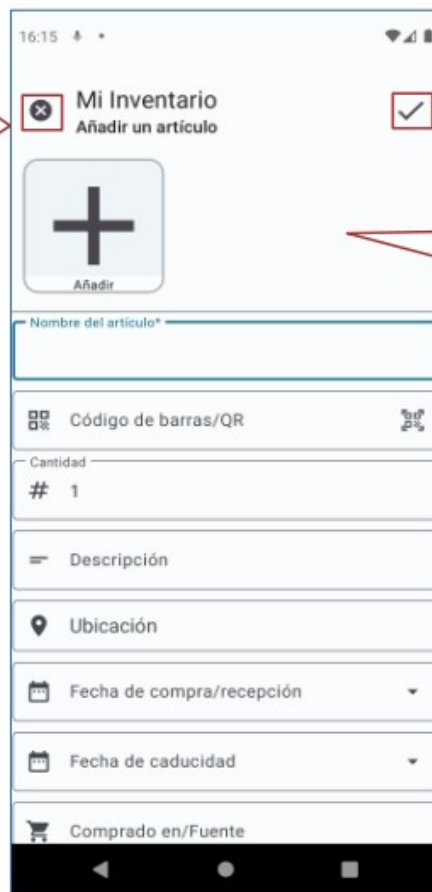 16:15
Mi Inventario
Añadir un artículo
Añadir
Nombre del artículo*
Código de barras/QR
Cantidad
# 1
Descripción
Ubicación
Fecha de compra/recepción
Fecha de caducidad
Comprado en/Fuente